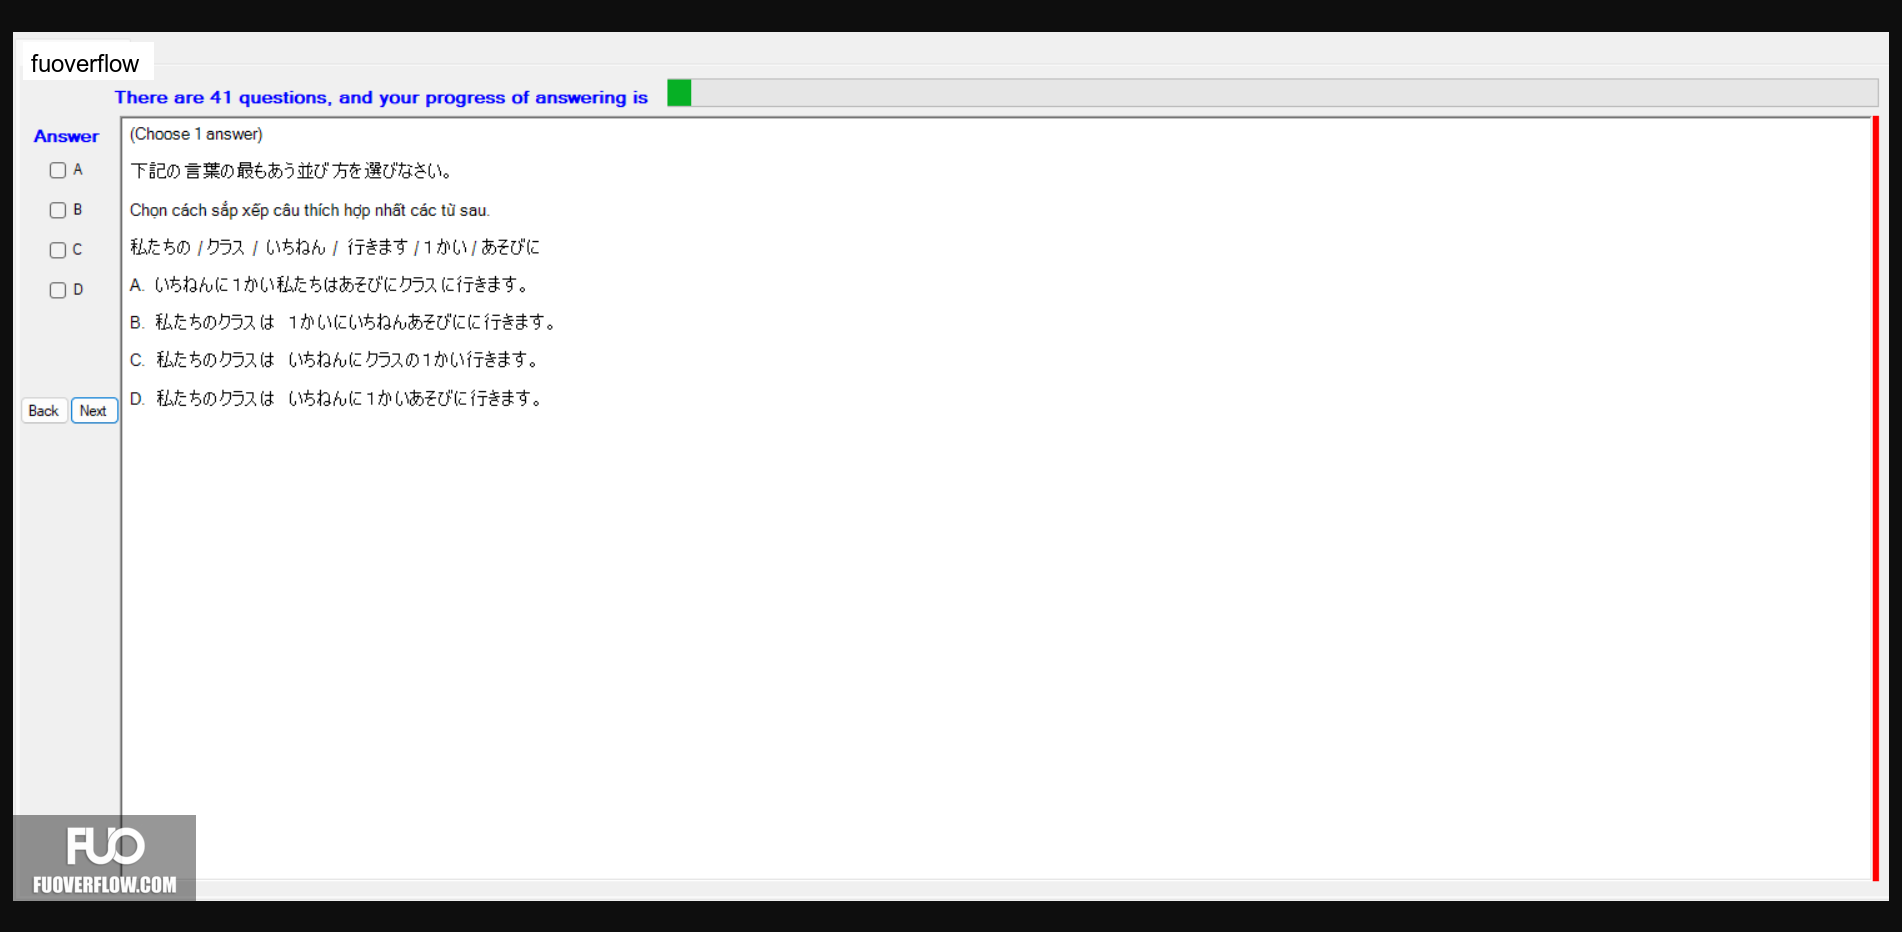 fuoverflow
There are 41 questions, and your progress of answering is
Answer
(Choose 1 answer)
A
下記の言葉の最もあう並び方を選びなさい。
B
Chọn cách sắp xếp câu thích hợp nhất các từ sau.
C
私たちの / クラス / いちねん / 行きます / 1かい / あそびに
D
A. いちねんに1かい私たちはあそびにクラスに行きます。
B. 私たちのクラスは 1かいにいちねんあそびにに行きます。
C. 私たちのクラスは いちねんにクラスの1かい行きます。
D. 私たちのクラスは いちねんに1かいあそびに行きます。
Back Next
FUO
FUOVERFLOW.COM